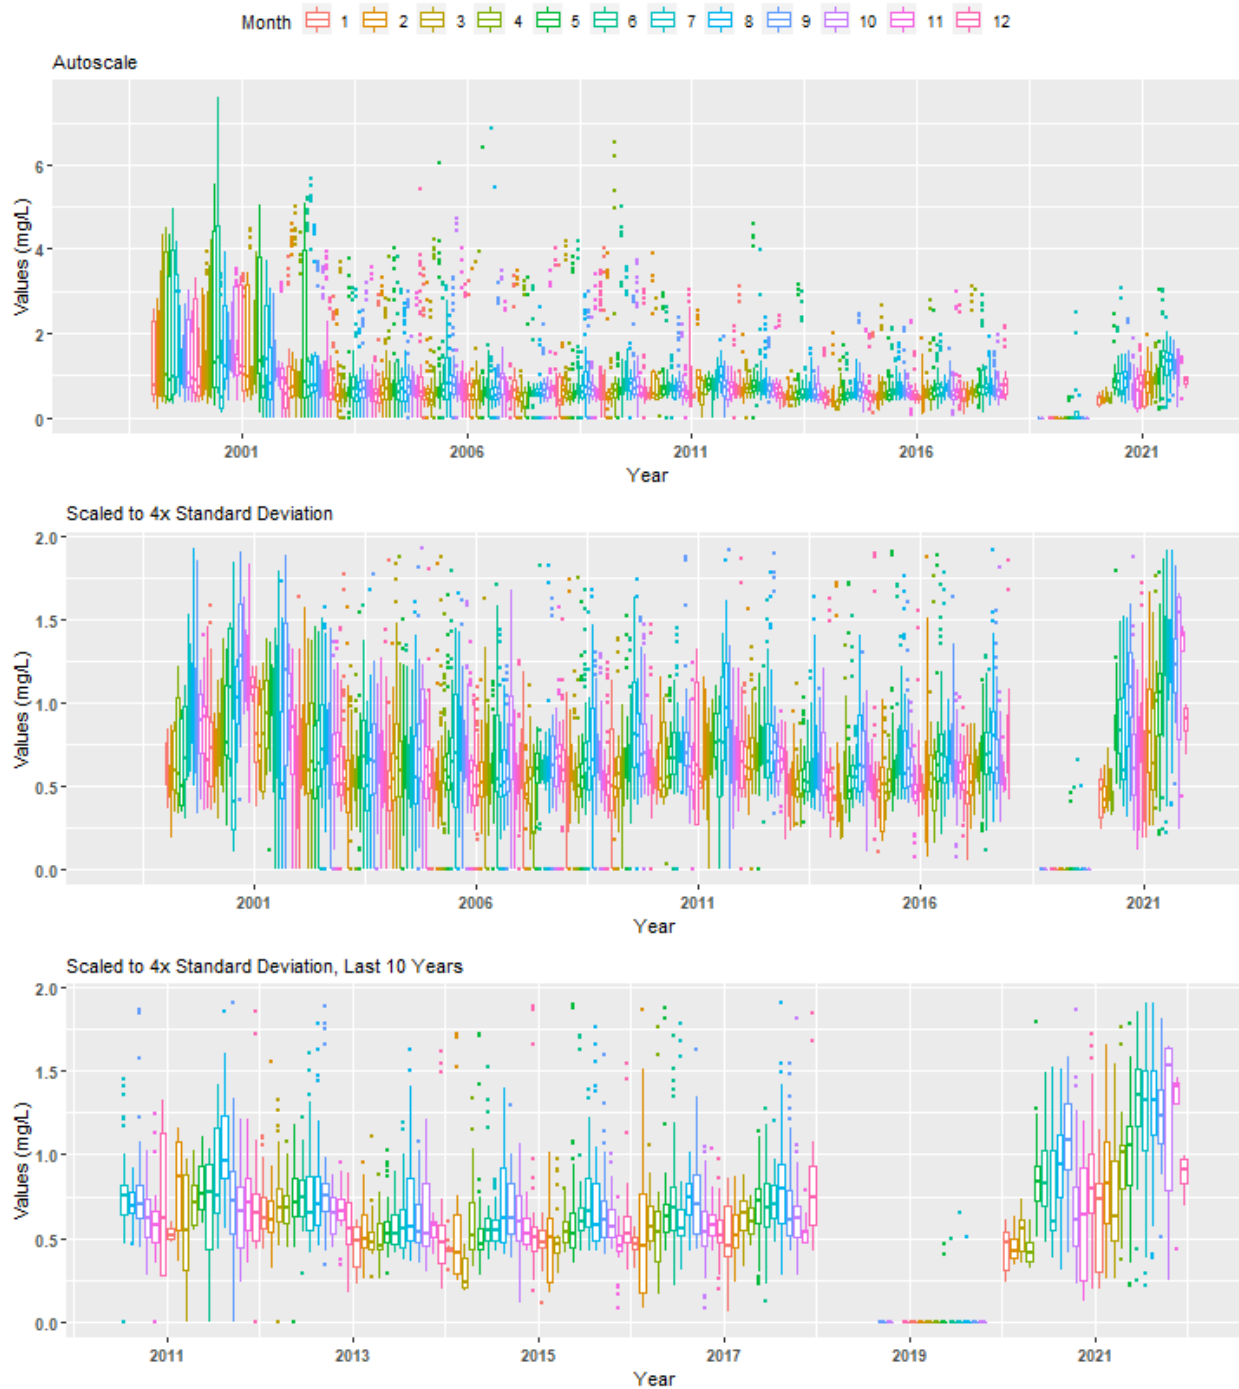 Month 1 2 3 4 5 6 7 8 9 10 11 12
Autoscale
Values (mg/L)
6
4
2
0
2001 2006 2011 2016 2021
Year
Scaled to 4x Standard Deviation
Values (mg/L)
2.0
1.5
1.0
0.5
0.0
2001 2006 2011 2016 2021
Year
Scaled to 4x Standard Deviation, Last 10 Years
Values (mg/L)
2.0
1.5
1.0
0.5
0.0
2011 2013 2015 2017 2019 2021
Year